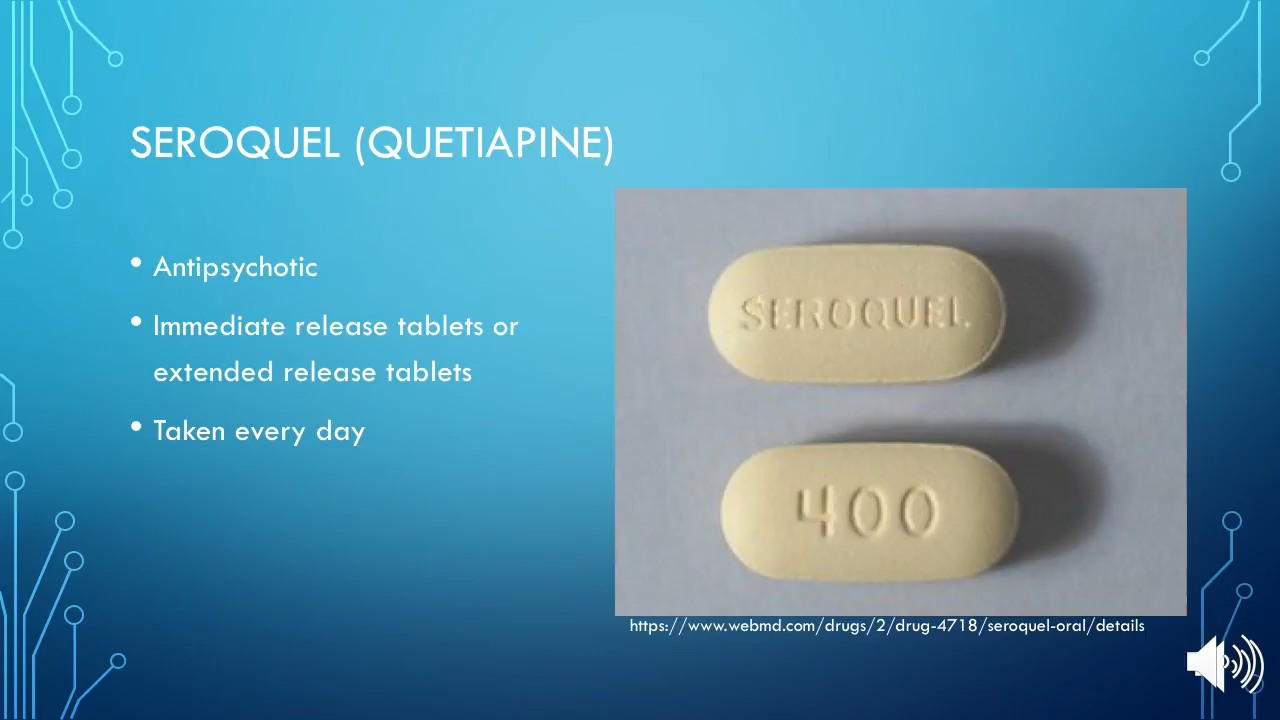 SEROQUEL (QUETIAPINE)
• Antipsychotic
• Immediate release tablets or
extended release tablets
• Taken every day
SEROQUEL
400
https://www.webmd.com/drugs/2/drug-4718/seroquel-oral/details